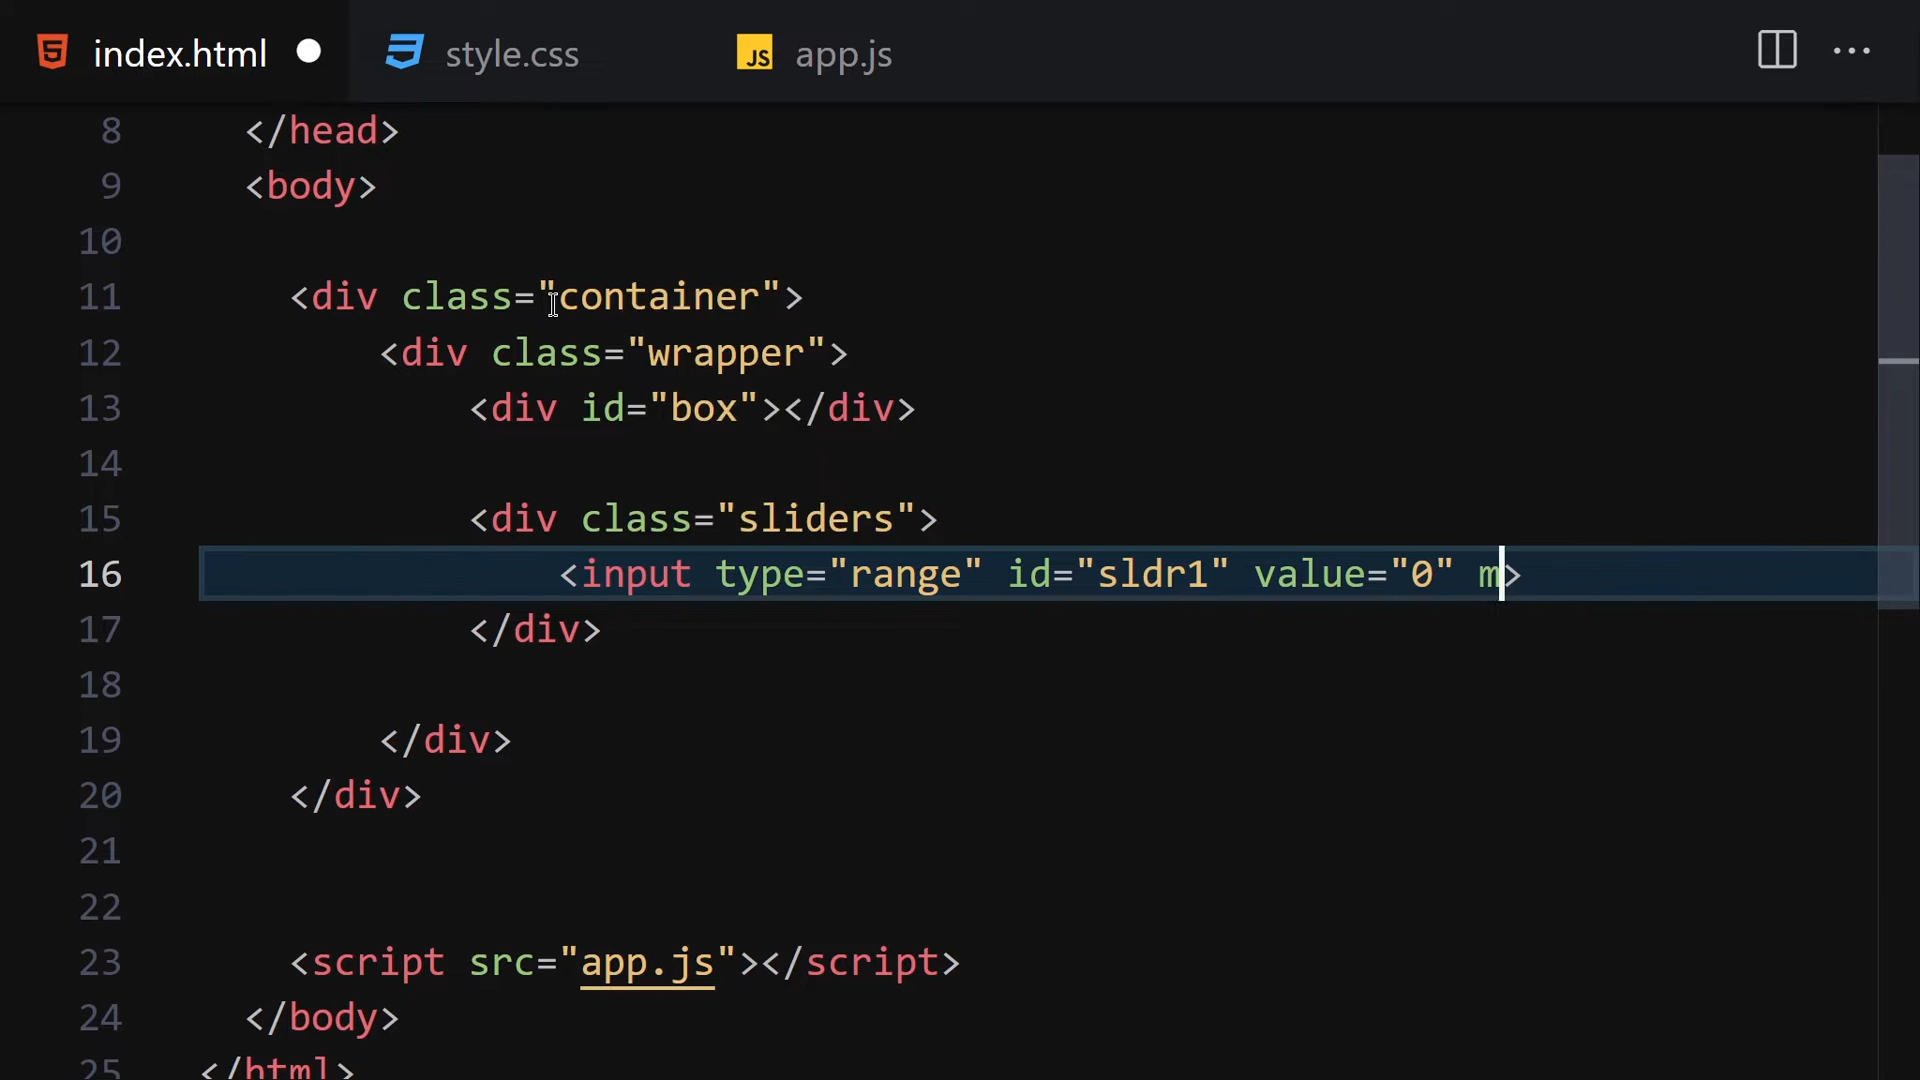 index.html style.css JS app.js
8 </head>
9 <body>
10
11 <div class="container">
12 <div class="wrapper">
13 <div id="box"></div>
14
15 <div class="sliders">
16 <input type="range" id="sldr1" value="0" m>
17 </div>
18
19 </div>
20 </div>
21
22
23 <script src="app.js"></script>
24 </body>
25 </html>